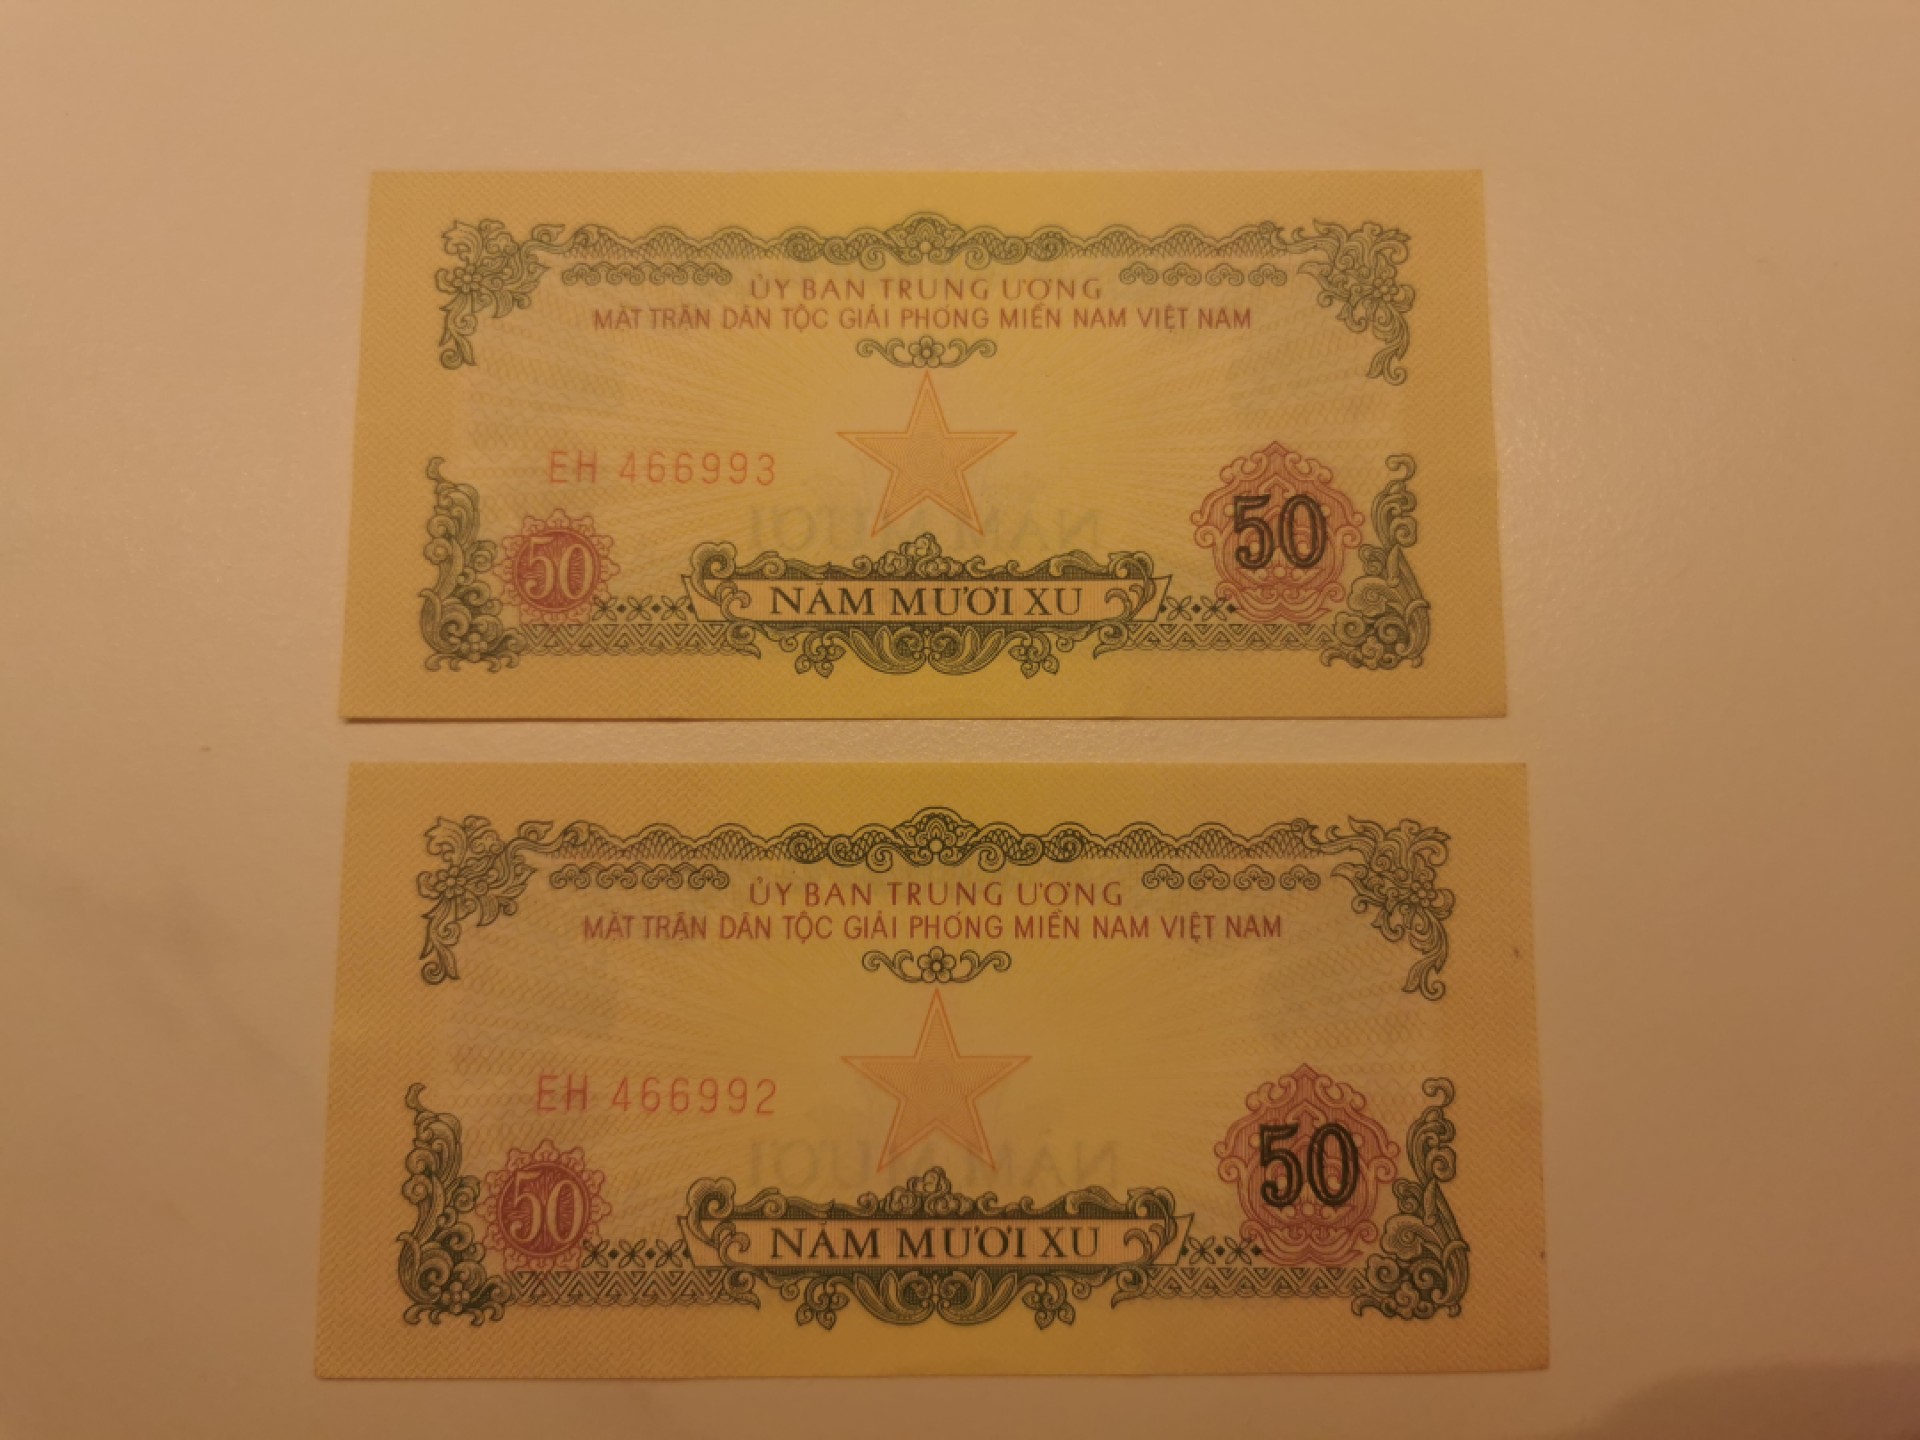 ỦY BAN TRUNG ƯƠNG
MẶT TRẬN DÂN TỘC GIẢI PHÓNG MIỀN NAM VIỆT NAM
EH 466993
50
50
NĂM MƯƠI XU
ỦY BAN TRUNG ƯƠNG
MẶT TRẬN DÂN TỘC GIẢI PHÓNG MIỀN NAM VIỆT NAM
EH 466992
50
50
NĂM MƯƠI XU